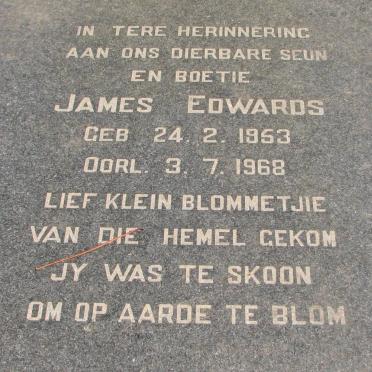 IN TERE HERINNERING
AAN ONS DIERBARE SEUN
EN BOETIE
JAMES EDWARDS
GEB 24. 2. 1953
OORL. 3. 7. 1968
LIEF KLEIN BLOMMETJIE
VAN DIE HEMEL GEKOM
JY WAS TE SKOON
OM OP AARDE TE BLOM